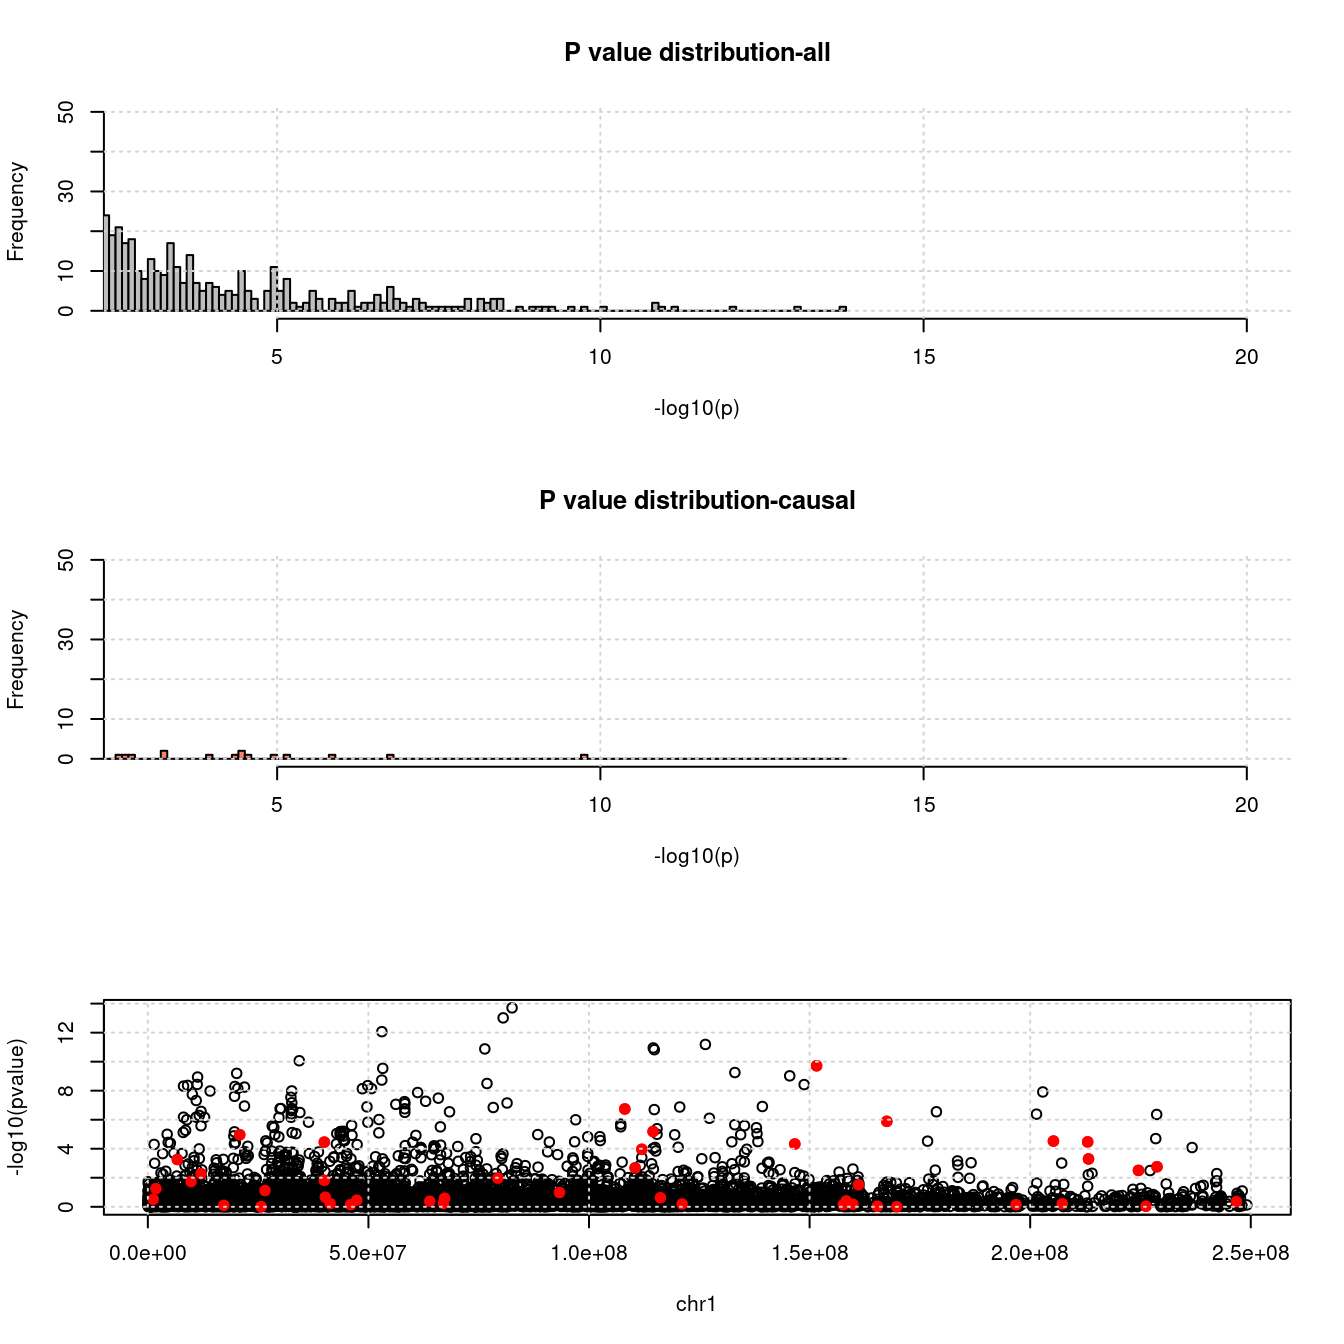 P value distribution-all
Frequency
50
30
10
0
5 10 15 20
-log10(p)
P value distribution-causal
Frequency
50
30
10
0
5 10 15 20
-log10(p)
-log10(pvalue)
12
8
4
0
0.0e+00 5.0e+07 1.0e+08 1.5e+08 2.0e+08 2.5e+08
chr1